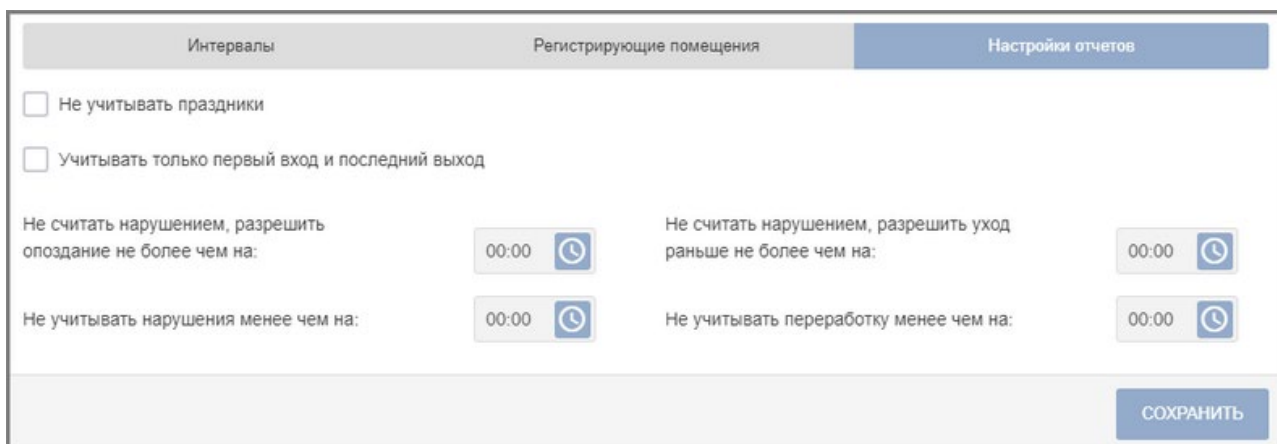 Интервалы
Регистрирующие помещения
Настройки отчетов
Не учитывать праздники
Учитывать только первый вход и последний выход
Не считать нарушением, разрешить
опоздание не более чем на:
00:00
Не считать нарушением, разрешить уход
раньше не более чем на:
00:00
Не учитывать нарушения менее чем на:
00:00
Не учитывать переработку менее чем на:
00:00
СОХРАНИТЬ